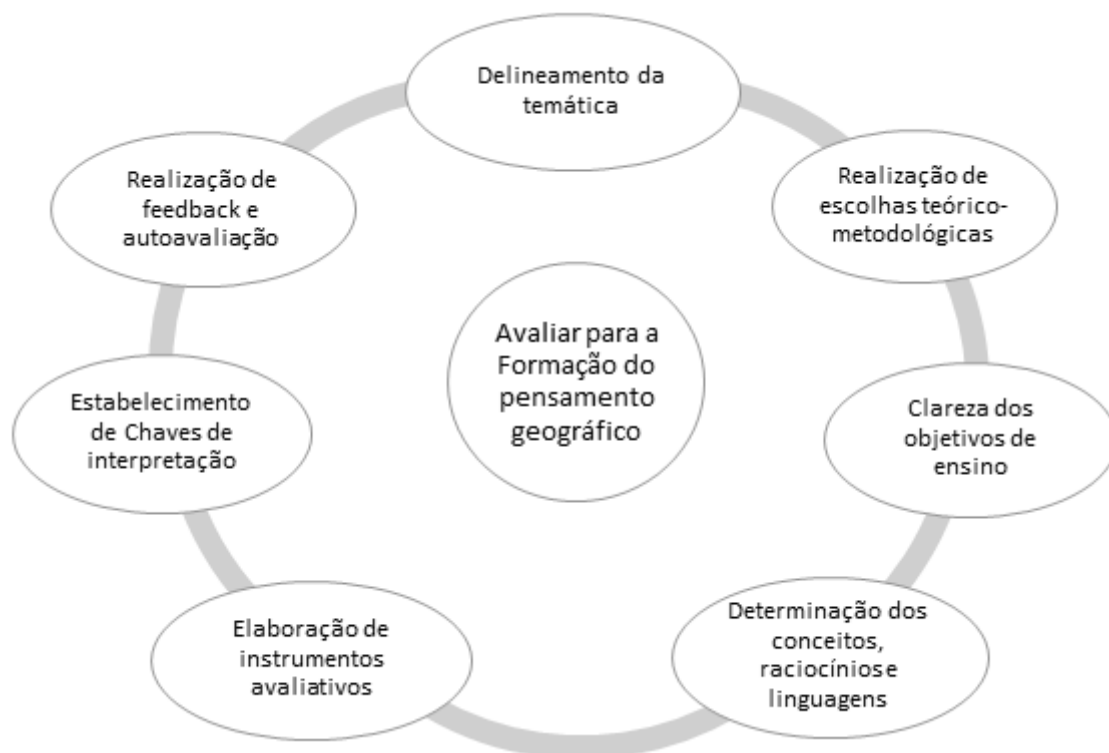 Delineamento da
temática
Realização de
escolhas teórico-
metodológicas
Clareza dos
objetivos de
ensino
Determinação dos
conceitos,
raciocínios e
linguagens
Elaboração de
instrumentos
avaliativos
Estabelecimento
de Chaves de
interpretação
Realização de
feedback e
autoavaliação
Avaliar para a
Formação do
pensamento
geográfico